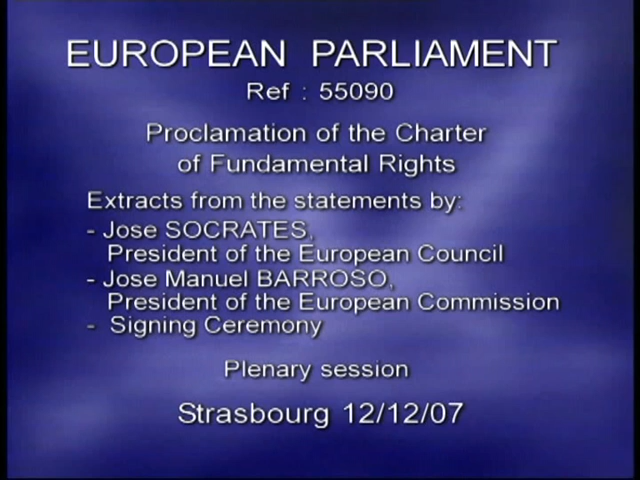 EUROPEAN PARLIAMENT
Ref : 55090
Proclamation of the Charter
of Fundamental Rights
Extracts from the statements by:
- Jose SOCRATES,
President of the European Council
- Jose Manuel BARROSO,
President of the European Commission
- Signing Ceremony
Plenary session
Strasbourg 12/12/07